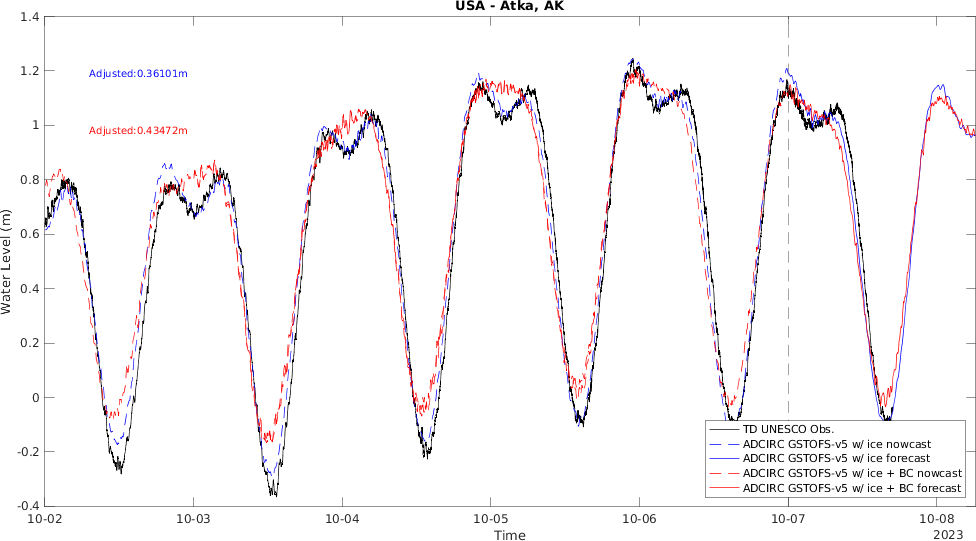 USA - Atka, AK
1.4
1.2
1
0.8
0.6
0.4
0.2
0
-0.2
-0.4
Water Level (m)
Adjusted:0.36101m
Adjusted:0.43472m
TD UNESCO Obs.
ADCIRC GSTOFS-v5 w/ ice nowcast
ADCIRC GSTOFS-v5 w/ ice forecast
ADCIRC GSTOFS-v5 w/ ice + BC nowcast
ADCIRC GSTOFS-v5 w/ ice + BC forecast
10-02 10-03 10-04 10-05 10-06 10-07 10-08
Time
2023